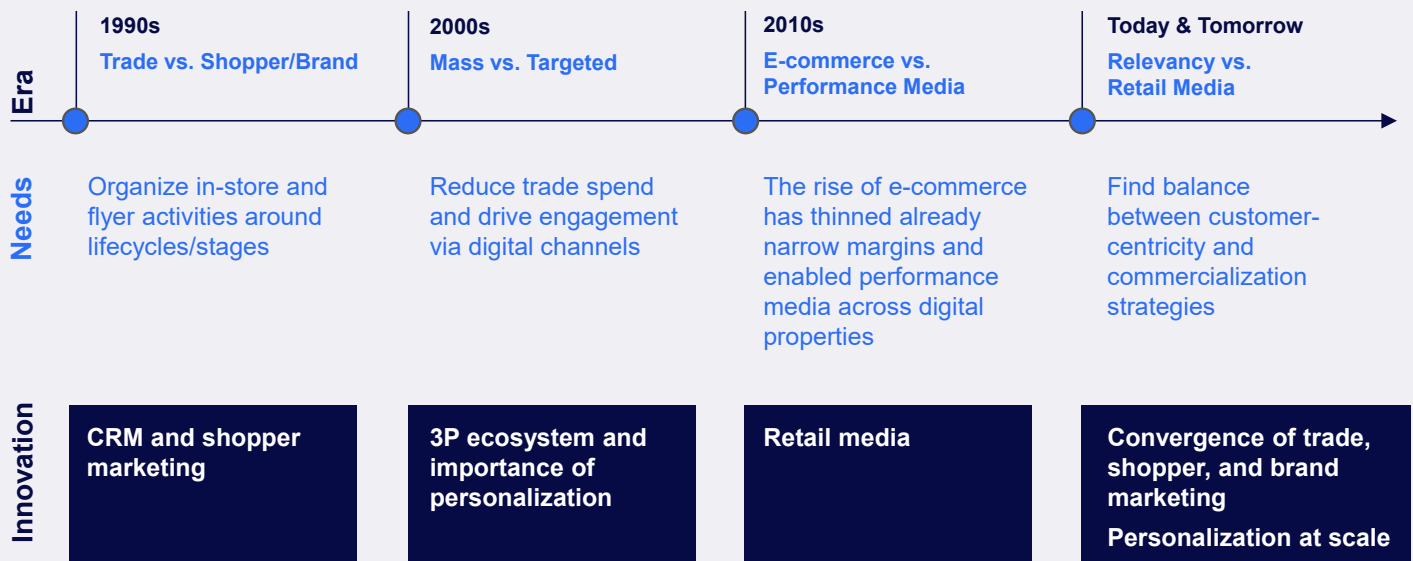 Era
1990s
Trade vs. Shopper/Brand
2000s
Mass vs. Targeted
2010s
E-commerce vs.
Performance Media
Today & Tomorrow
Relevancy vs.
Retail Media
Needs
Organize in-store and
flyer activities around
lifecycles/stages
Reduce trade spend
and drive engagement
via digital channels
The rise of e-commerce
has thinned already
narrow margins and
enabled performance
media across digital
properties
Find balance
between customer-
centricity and
commercialization
strategies
Innovation
CRM and shopper
marketing
3P ecosystem and
importance of
personalization
Retail media
Convergence of trade,
shopper, and brand
marketing
Personalization at scale